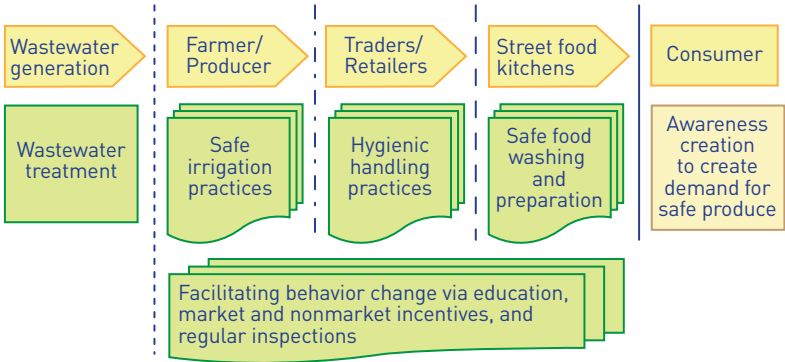 Wastewater
generation
Farmer/
Producer
Traders/
Retailers
Street food
kitchens
Consumer
Wastewater
treatment
Safe
irrigation
practices
Hygienic
handling
practices
Safe food
washing
and
preparation
Awareness
creation
to create
demand for
safe produce
Facilitating behavior change via education,
market and nonmarket incentives, and
regular inspections